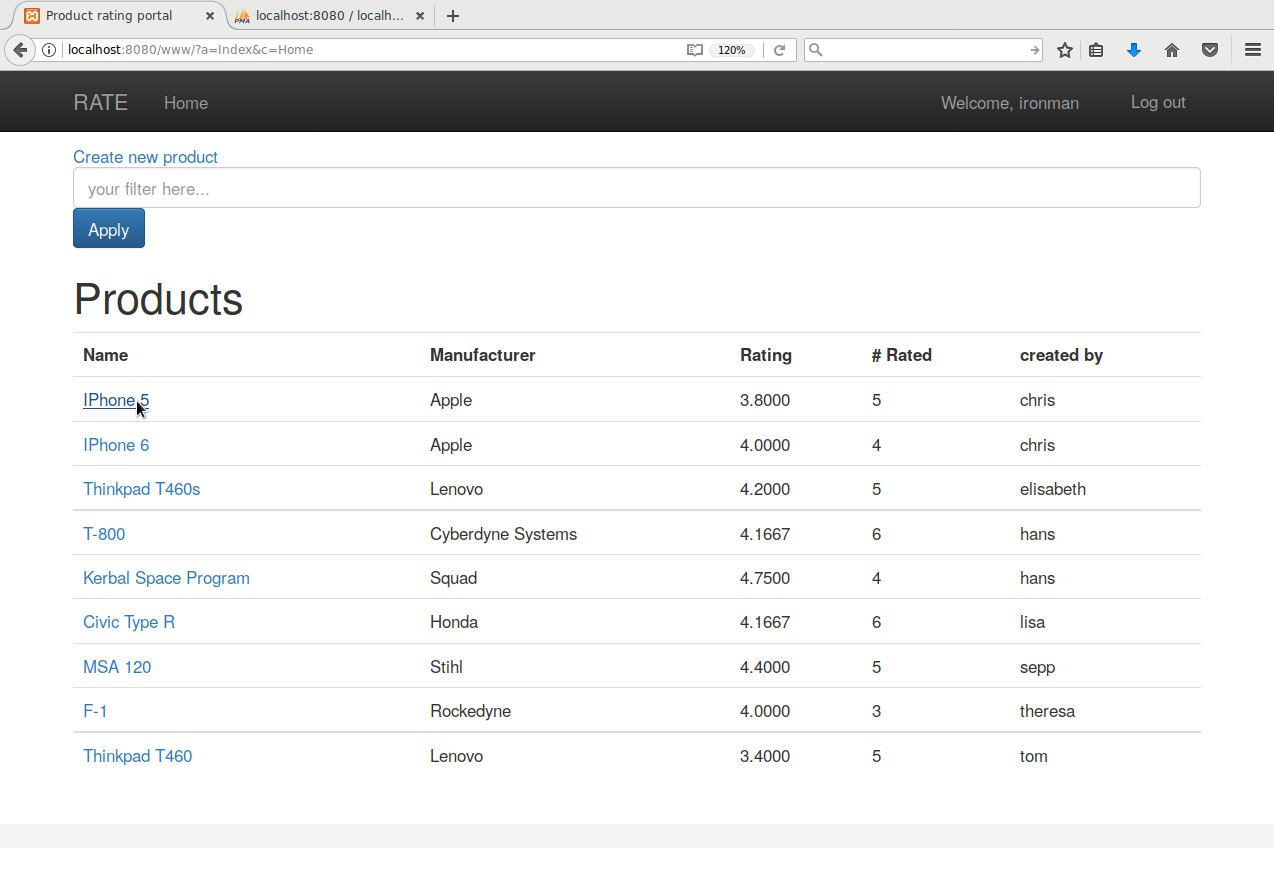 Product rating portal localhost:8080 / localh...
localhost:8080/www/?a=Index&c=Home 120%
RATE Home Welcome, ironman Log out
Create new product
your filter here...
Apply
Products
Name Manufacturer Rating # Rated created by
IPhone 5 Apple 3.8000 5 chris
IPhone 6 Apple 4.0000 4 chris
Thinkpad T460s Lenovo 4.2000 5 elisabeth
T-800 Cyberdyne Systems 4.1667 6 hans
Kerbal Space Program Squad 4.7500 4 hans
Civic Type R Honda 4.1667 6 lisa
MSA 120 Stihl 4.4000 5 sepp
F-1 Rockedyne 4.0000 3 theresa
Thinkpad T460 Lenovo 3.4000 5 tom